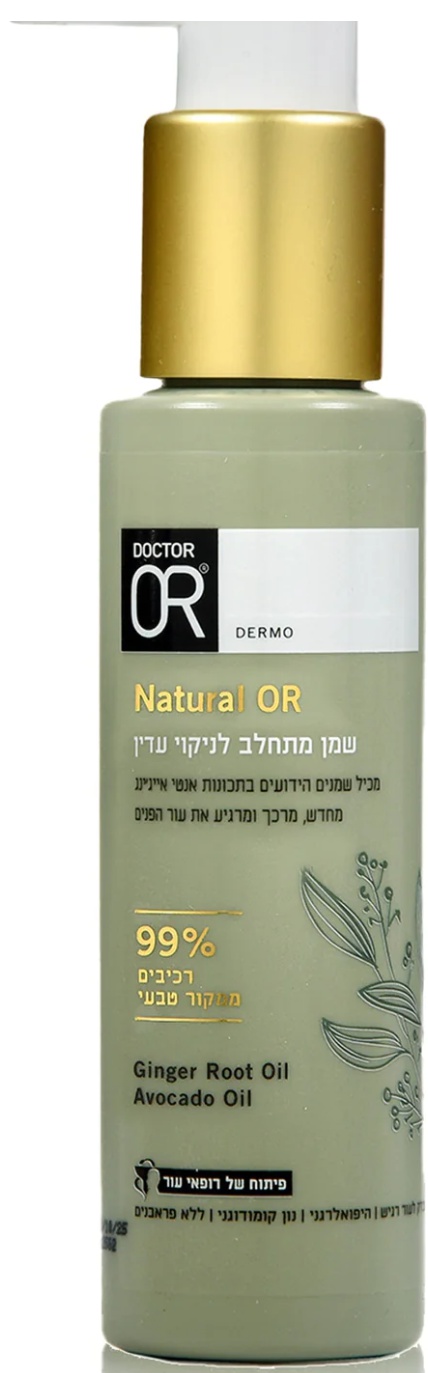 DOCTOR
OR®
DERMO
Natural OR
שמן מתחלב לניקוי עדין
מכיל שמנים הידועים בתכונות אנטי אייג׳ינג
מחדש, מרכך ומרגיע את עור הפנים
99%
רכיבים
ממקור טבעי
Ginger Root Oil
Avocado Oil
פיתוח של רופאי עור
לעור רגיש | היפואלרגני | נון קומודוגני | ללא פראבנים